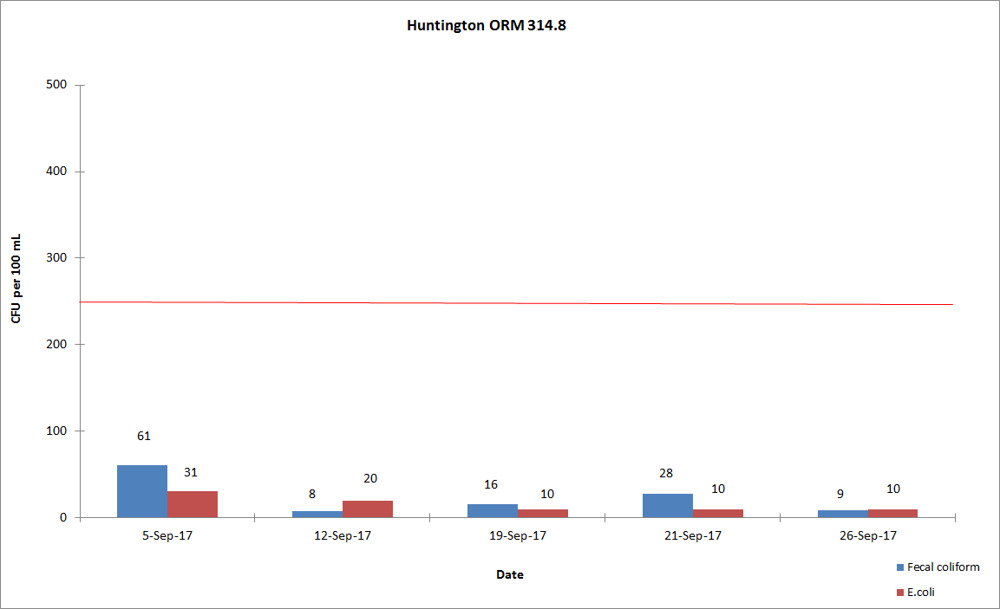 Huntington ORM 314.8
500
400
300
200
100
0
CFU per 100 mL
61
31
8
20
16
10
28
10
9
10
5-Sep-17
12-Sep-17
19-Sep-17
21-Sep-17
26-Sep-17
Date
Fecal coliform
E.coli